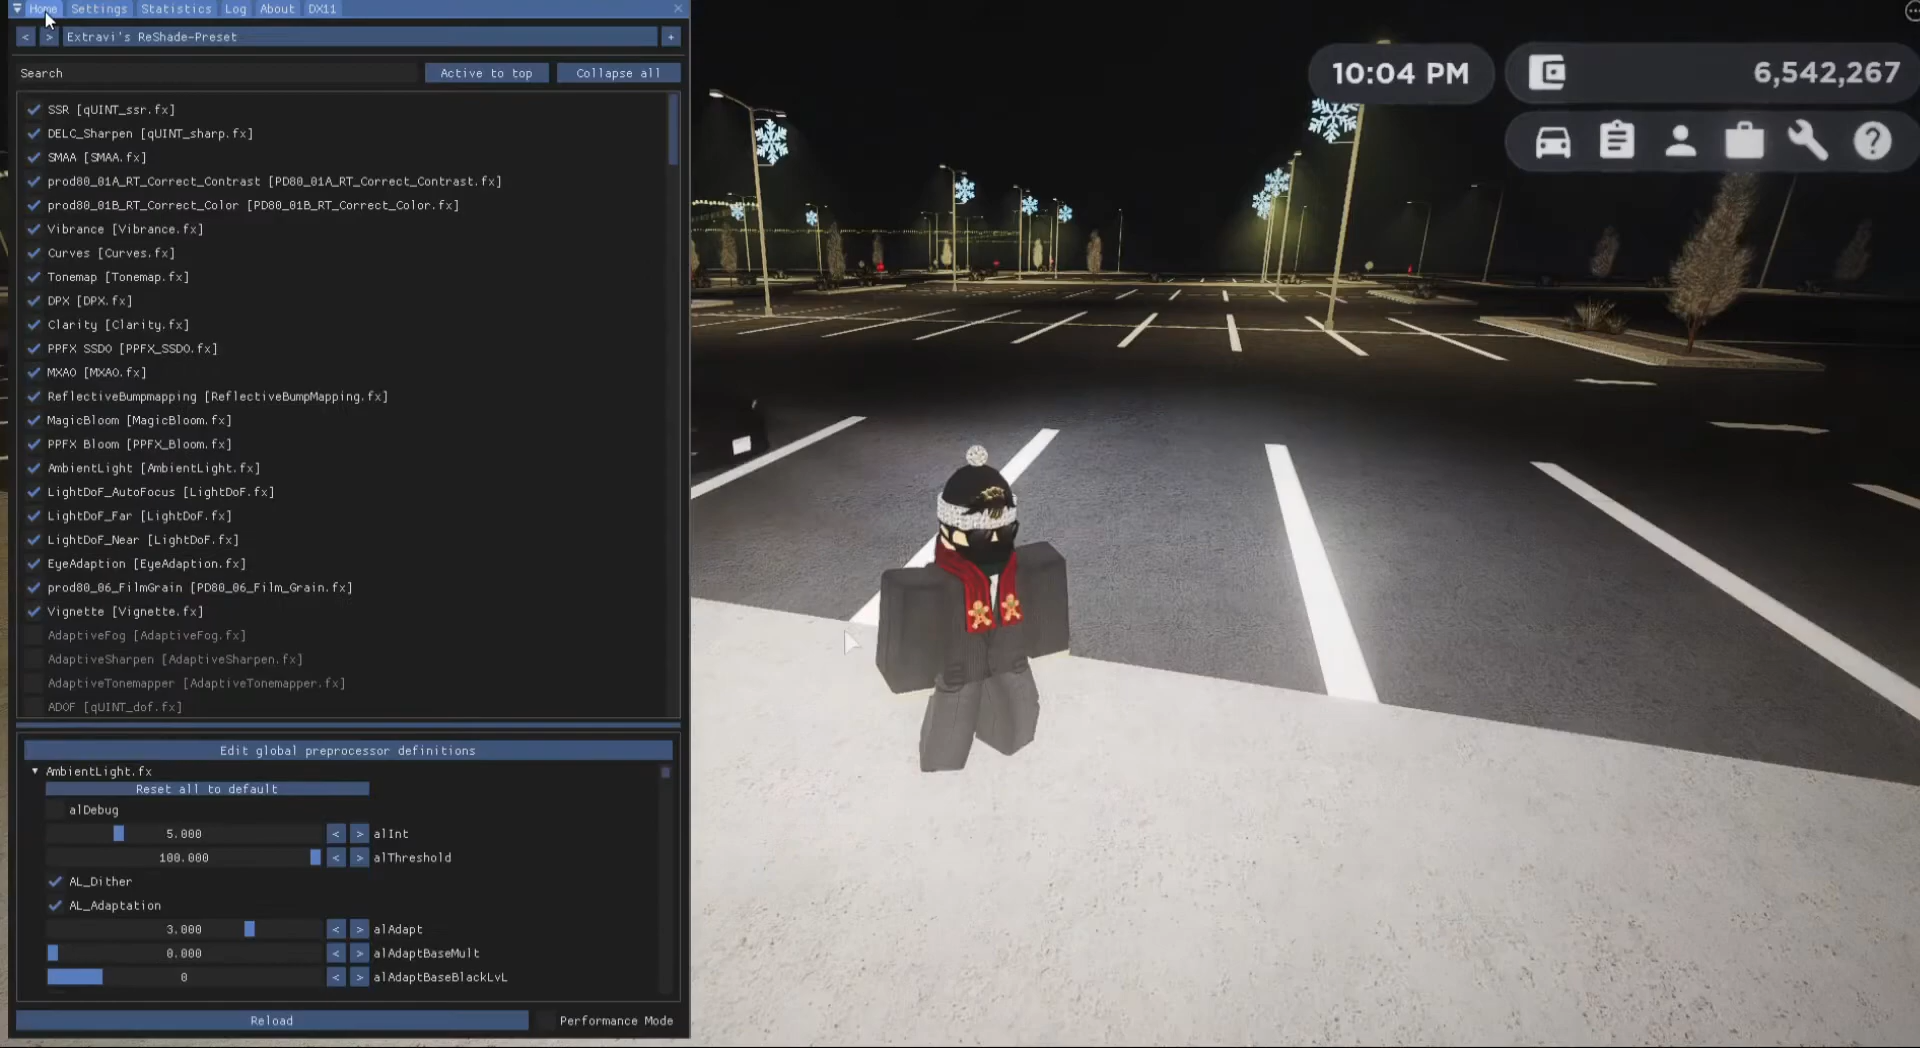 Home Settings Statistics Log About DX11
< > Extravi's ReShade-Preset +
Search Active to top Collapse all
SSR [qUINT_ssr.fx]
DELC_Sharpen [qUINT_sharp.fx]
SMAA [SMAA.fx]
prod80_01A_RT_Correct_Contrast [PD80_01A_RT_Correct_Contrast.fx]
prod80_01B_RT_Correct_Color [PD80_01B_RT_Correct_Color.fx]
Vibrance [Vibrance.fx]
Curves [Curves.fx]
Tonemap [Tonemap.fx]
DPX [DPX.fx]
Clarity [Clarity.fx]
PPFX SSDO [PPFX_SSDO.fx]
MXAO [MXAO.fx]
ReflectiveBumpmapping [ReflectiveBumpMapping.fx]
MagicBloom [MagicBloom.fx]
PPFX Bloom [PPFX_Bloom.fx]
AmbientLight [AmbientLight.fx]
LightDoF_AutoFocus [LightDoF.fx]
LightDoF_Far [LightDoF.fx]
LightDoF_Near [LightDoF.fx]
EyeAdaption [EyeAdaption.fx]
prod80_06_FilmGrain [PD80_06_Film_Grain.fx]
Vignette [Vignette.fx]
AdaptiveFog [AdaptiveFog.fx]
AdaptiveSharpen [AdaptiveSharpen.fx]
AdaptiveTonemapper [AdaptiveTonemapper.fx]
ADOF [qUINT_dof.fx]
Edit global preprocessor definitions
AmbientLight.fx
Reset all to default
alDebug
5.000 < > alInt
100.000 < > alThreshold
AL_Dither
AL_Adaptation
3.000 < > alAdapt
0.000 < > alAdaptBaseMult
0 < > alAdaptBaseBlackLvL
Reload Performance Mode
10:04 PM
6,542,267
?